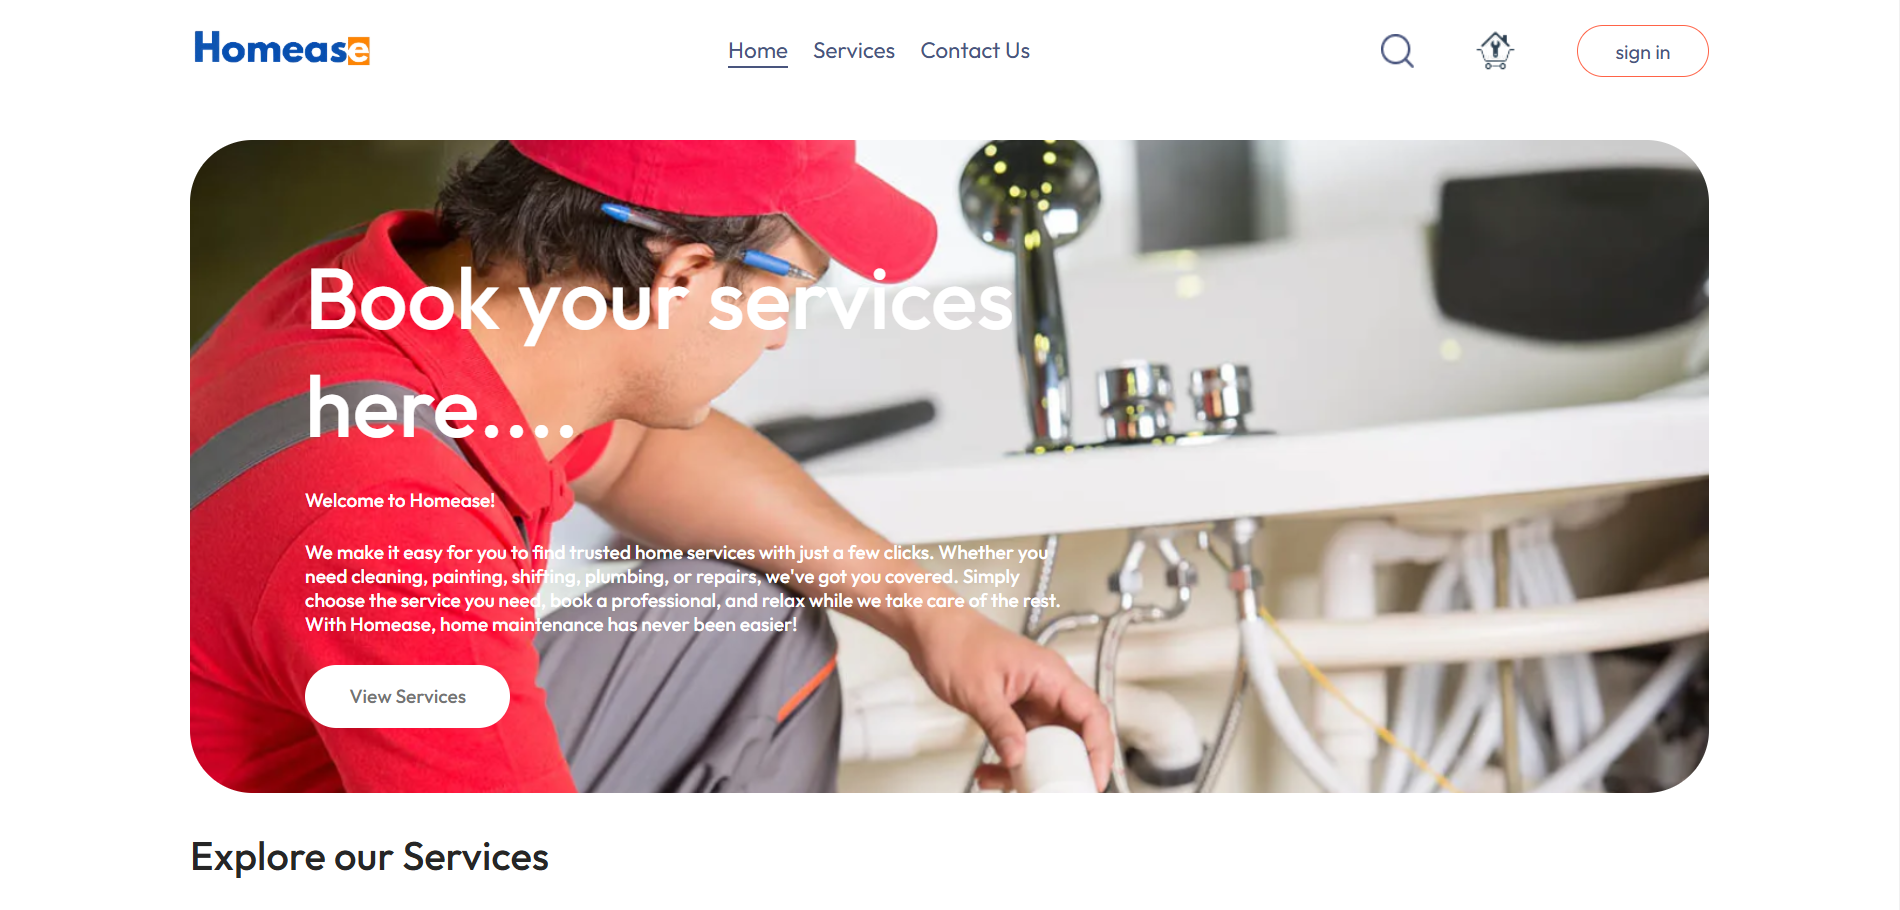 Homease
Home Services Contact Us
sign in
Book your services
here....
Welcome to Homease!
We make it easy for you to find trusted home services with just a few clicks. Whether you
need cleaning, painting, shifting, plumbing, or repairs, we've got you covered. Simply
choose the service you need, book a professional, and relax while we take care of the rest.
With Homease, home maintenance has never been easier!
View Services
Explore our Services